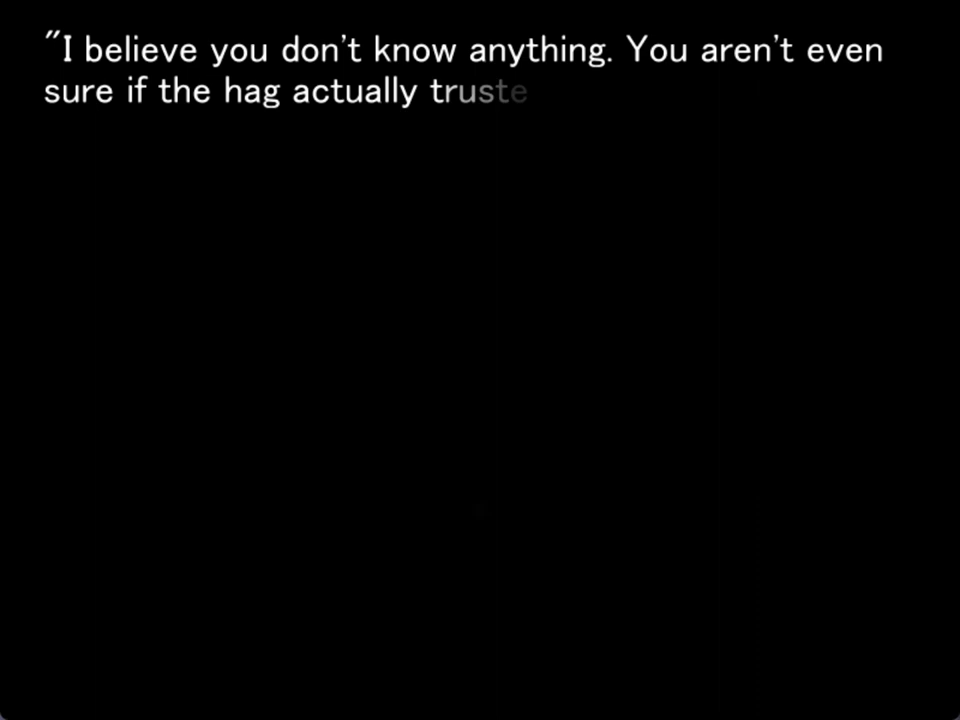 "I believe you don't know anything. You aren't even
sure if the hag actually truste